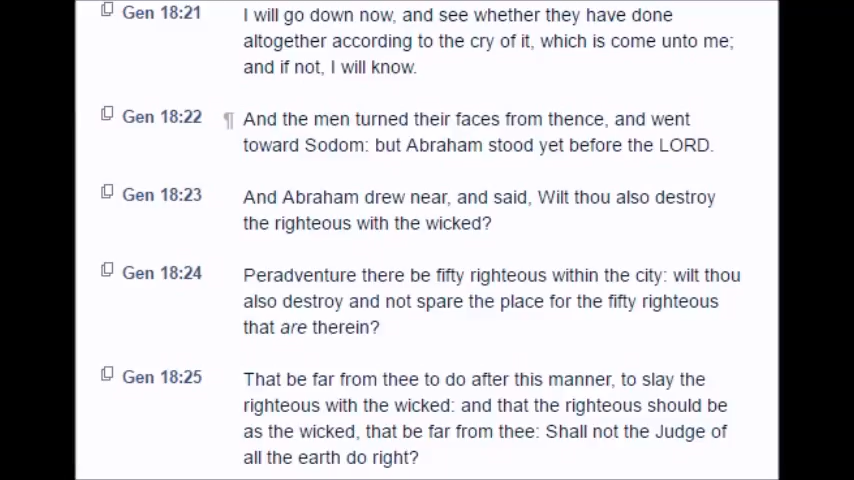 Gen 18:21 I will go down now, and see whether they have done
altogether according to the cry of it, which is come unto me;
and if not, I will know.
Gen 18:22 ¶ And the men turned their faces from thence, and went
toward Sodom: but Abraham stood yet before the LORD.
Gen 18:23 And Abraham drew near, and said, Wilt thou also destroy
the righteous with the wicked?
Gen 18:24 Peradventure there be fifty righteous within the city: wilt thou
also destroy and not spare the place for the fifty righteous
that are therein?
Gen 18:25 That be far from thee to do after this manner, to slay the
righteous with the wicked: and that the righteous should be
as the wicked, that be far from thee: Shall not the Judge of
all the earth do right?